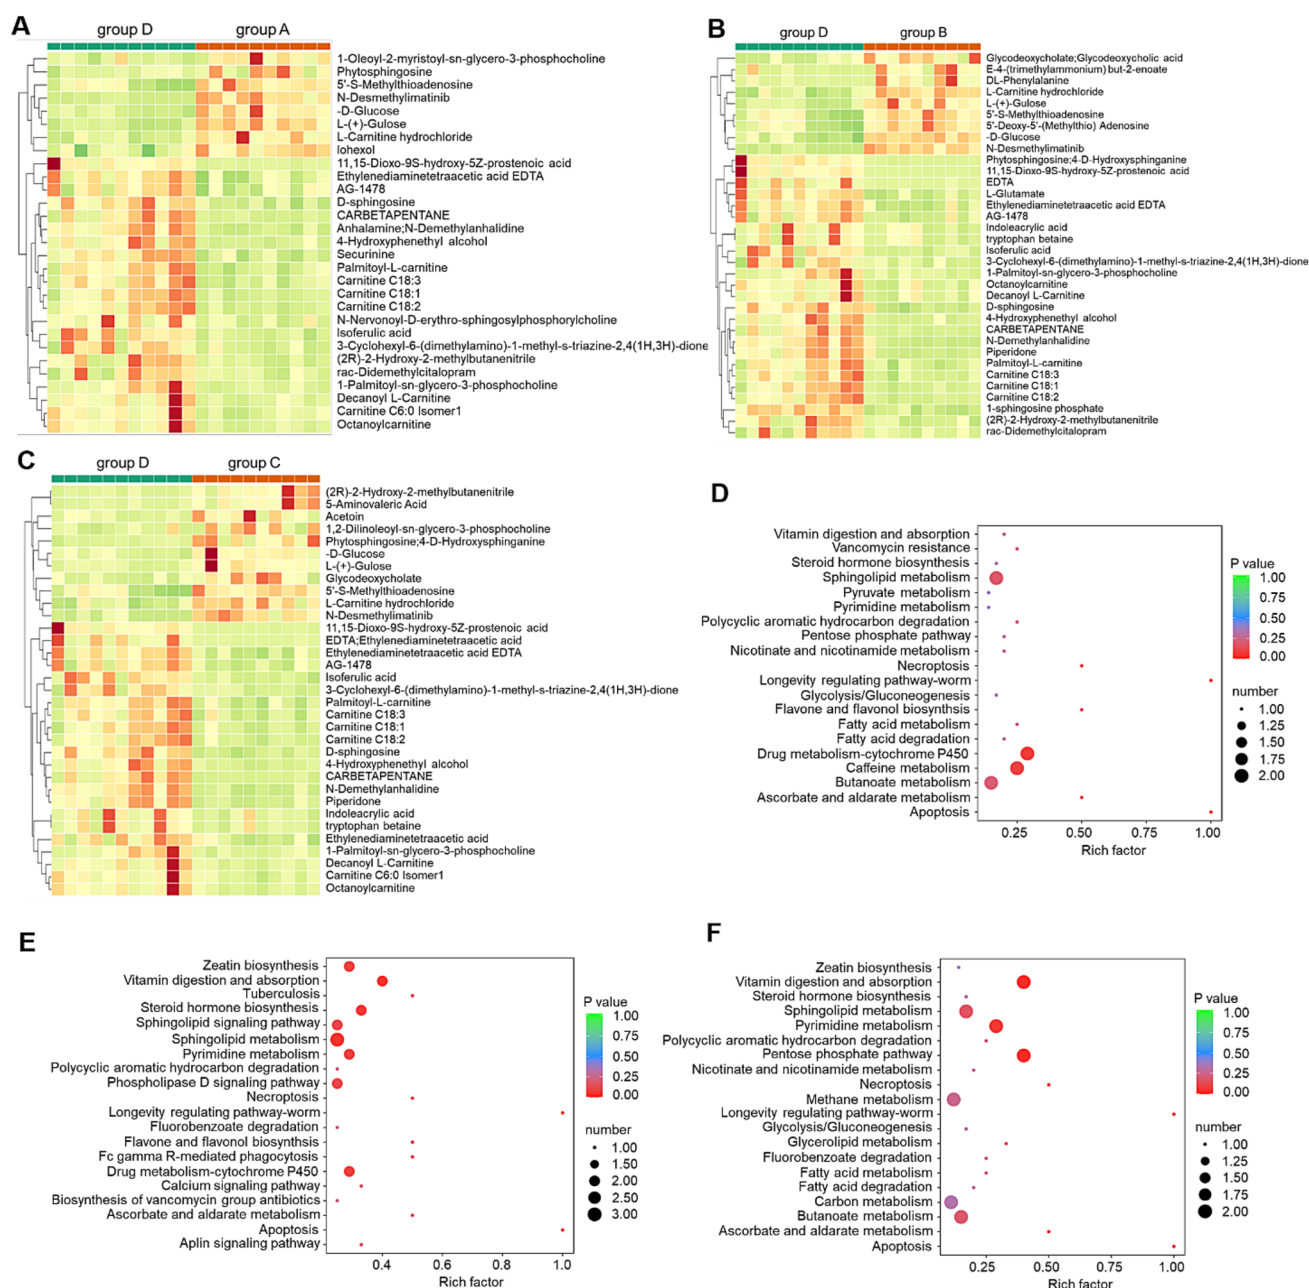 A
group D
group A
1-Oleoyl-2-myristoyl-sn-glycero-3-phosphocholine
Phytosphingosine
5'-S-Methylthioadenosine
N-Desmethylimatinib
-D-Glucose
L-(+)-Gulose
L-Carnitine hydrochloride
Iohexol
11,15-Dioxo-9S-hydroxy-5Z-prostenoic acid
Ethylenediaminetetraacetic acid EDTA
AG-1478
D-sphingosine
CARBETAPENTANE
Anhalamine;N-Demethylanhalidine
4-Hydroxyphenethyl alcohol
Securinine
Palmitoyl-L-carnitine
Carnitine C18:3
Carnitine C18:1
Carnitine C18:2
N-Nervonoyl-D-erythro-sphingosylphosphorylcholine
Isoferulic acid
3-Cyclohexyl-6-(dimethylamino)-1-methyl-s-triazine-2,4(1H,3H)-dione
(2R)-2-Hydroxy-2-methylbutanenitrile
rac-Didemethylcitalopram
1-Palmitoyl-sn-glycero-3-phosphocholine
Decanoyl L-Carnitine
Carnitine C6:0 Isomer1
Octanoylcarnitine
B
group D
group B
Glycodeoxycholate;Glycodeoxycholic acid
E-4-(trimethylammonium) but-2-enoate
DL-Phenylalanine
L-Carnitine hydrochloride
L-(+)-Gulose
5'-S-Methylthioadenosine
5'-Deoxy-5'-(Methylthio) Adenosine
-D-Glucose
N-Desmethylimatinib
Phytosphingosine;4-D-Hydroxysphinganine
11,15-Dioxo-9S-hydroxy-5Z-prostenoic acid
EDTA
L-Glutamate
Ethylenediaminetetraacetic acid EDTA
AG-1478
Indoleacrylic acid
tryptophan betaine
Isoferulic acid
3-Cyclohexyl-6-(dimethylamino)-1-methyl-s-triazine-2,4(1H,3H)-dione
1-Palmitoyl-sn-glycero-3-phosphocholine
Octanoylcarnitine
Decanoyl L-Carnitine
D-sphingosine
4-Hydroxyphenethyl alcohol
CARBETAPENTANE
N-Demethylanhalidine
Piperidone
Palmitoyl-L-carnitine
Carnitine C18:3
Carnitine C18:1
Carnitine C18:2
1-sphingosine phosphate
(2R)-2-Hydroxy-2-methylbutanenitrile
rac-Didemethylcitalopram
C
group D
group C
(2R)-2-Hydroxy-2-methylbutanenitrile
5-Aminovaleric Acid
Acetoin
1,2-Dilinoleoyl-sn-glycero-3-phosphocholine
Phytosphingosine;4-D-Hydroxysphinganine
-D-Glucose
L-(+)-Gulose
Glycodeoxycholate
5'-S-Methylthioadenosine
L-Carnitine hydrochloride
N-Desmethylimatinib
11,15-Dioxo-9S-hydroxy-5Z-prostenoic acid
EDTA;Ethylenediaminetetraacetic acid
Ethylenediaminetetraacetic acid EDTA
AG-1478
Isoferulic acid
3-Cyclohexyl-6-(dimethylamino)-1-methyl-s-triazine-2,4(1H,3H)-dione
Palmitoyl-L-carnitine
Carnitine C18:3
Carnitine C18:1
Carnitine C18:2
D-sphingosine
4-Hydroxyphenethyl alcohol
CARBETAPENTANE
N-Demethylanhalidine
Piperidone
Indoleacrylic acid
tryptophan betaine
Ethylenediaminetetraacetic acid
1-Palmitoyl-sn-glycero-3-phosphocholine
Decanoyl L-Carnitine
Carnitine C6:0 Isomer1
Octanoylcarnitine
D
Vitamin digestion and absorption
Vancomycin resistance
Steroid hormone biosynthesis
Sphingolipid metabolism
Pyruvate metabolism
Pyrimidine metabolism
Polycyclic aromatic hydrocarbon degradation
Pentose phosphate pathway
Nicotinate and nicotinamide metabolism
Necroptosis
Longevity regulating pathway-worm
Glycolysis/Gluconeogenesis
Flavone and flavonol biosynthsis
Fatty acid metabolism
Fatty acid degradation
Drug metabolism-cytochrome P450
Caffeine metabolism
Butanoate metabolism
Ascorbate and aldarate metabolism
Apoptosis
0.25 0.50 0.75 1.00
Rich factor
P value
1.00
0.75
0.50
0.25
0.00
number
1.00
1.25
1.50
1.75
2.00
E
Zeatin biosynthesis
Vitamin digestion and absorption
Tuberculosis
Steroid hormone biosynthesis
Sphingolipid signaling pathway
Sphingolipid metabolism
Pyrimidine metabolism
Polycyclic aromatic hydrocarbon degradation
Phospholipase D signaling pathway
Necroptosis
Longevity regulating pathway-worm
Fluorobenzoate degradation
Flavone and flavonol biosynthsis
Fc gamma R-mediated phagocytosis
Drug metabolism-cytochrome P450
Calcium signaling pathway
Biosynthesis of vancomycin group antibiotics
Ascorbate and aldarate metabolism
Apoptosis
Aplin signaling pathway
0.4 0.6 0.8 1.0
Rich factor
P value
1.00
0.75
0.50
0.25
0.00
number
1.00
1.50
2.00
2.50
3.00
F
Zeatin biosynthesis
Vitamin digestion and absorption
Steroid hormone biosynthesis
Sphingolipid metabolism
Pyrimidine metabolism
Polycyclic aromatic hydrocarbon degradation
Pentose phosphate pathway
Nicotinate and nicotinamide metabolism
Necroptosis
Methane metabolism
Longevity regulating pathway-worm
Glycolysis/Gluconeogenesis
Glycerolipid metabolism
Fluorobenzoate degradation
Fatty acid metabolism
Fatty acid degradation
Carbon metabolism
Butanoate metabolism
Ascorbate and aldarate metabolism
Apoptosis
0.25 0.50 0.75 1.00
Rich factor
P value
1.00
0.75
0.50
0.25
0.00
number
1.00
1.25
1.50
1.75
2.00